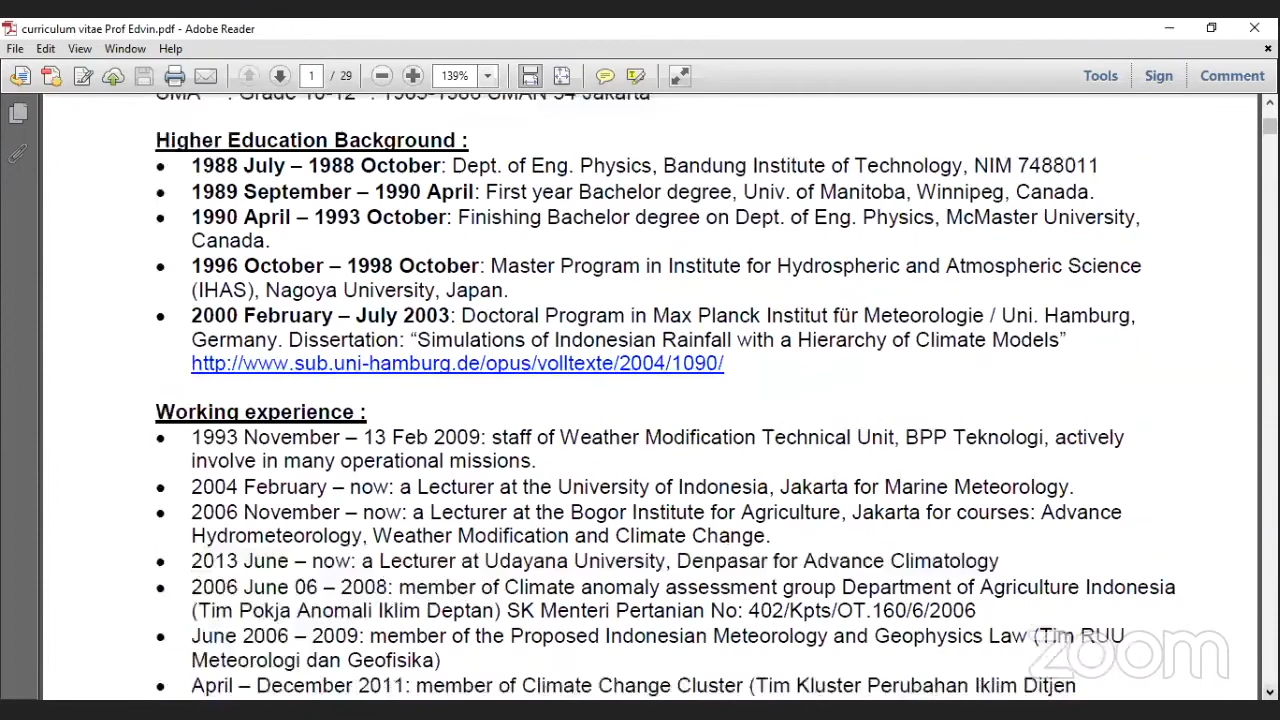 curriculum vitae Prof Edvin.pdf - Adobe Reader
File Edit View Window Help
1 / 29 139% Tools Sign Comment
SMA : Grade 10-12 : 1985-1988 SMAN 54 Jakarta
Higher Education Background :
• 1988 July – 1988 October: Dept. of Eng. Physics, Bandung Institute of Technology, NIM 7488011
• 1989 September – 1990 April: First year Bachelor degree, Univ. of Manitoba, Winnipeg, Canada.
• 1990 April – 1993 October: Finishing Bachelor degree on Dept. of Eng. Physics, McMaster University,
Canada.
• 1996 October – 1998 October: Master Program in Institute for Hydrospheric and Atmospheric Science
(IHAS), Nagoya University, Japan.
• 2000 February – July 2003: Doctoral Program in Max Planck Institut für Meteorologie / Uni. Hamburg,
Germany. Dissertation: “Simulations of Indonesian Rainfall with a Hierarchy of Climate Models”
http://www.sub.uni-hamburg.de/opus/volltexte/2004/1090/
Working experience :
• 1993 November – 13 Feb 2009: staff of Weather Modification Technical Unit, BPP Teknologi, actively
involve in many operational missions.
• 2004 February – now: a Lecturer at the University of Indonesia, Jakarta for Marine Meteorology.
• 2006 November – now: a Lecturer at the Bogor Institute for Agriculture, Jakarta for courses: Advance
Hydrometeorology, Weather Modification and Climate Change.
• 2013 June – now: a Lecturer at Udayana University, Denpasar for Advance Climatology
• 2006 June 06 – 2008: member of Climate anomaly assessment group Department of Agriculture Indonesia
(Tim Pokja Anomali Iklim Deptan) SK Menteri Pertanian No: 402/Kpts/OT.160/6/2006
• June 2006 – 2009: member of the Proposed Indonesian Meteorology and Geophysics Law (Tim RUU
Meteorologi dan Geofisika)
• April – December 2011: member of Climate Change Cluster (Tim Kluster Perubahan Iklim Ditjen
zoom